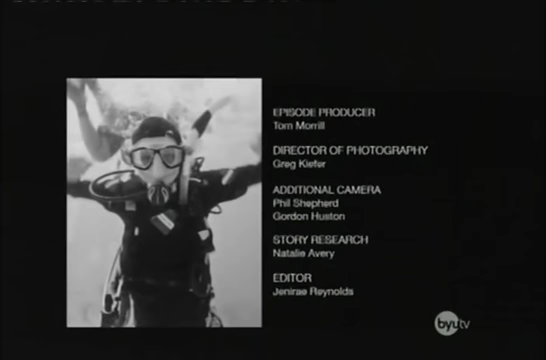 EPISODE PRODUCER
Tom Morrill
DIRECTOR OF PHOTOGRAPHY
Greg Kiefer
ADDITIONAL CAMERA
Phil Shepherd
Gordon Huston
STORY RESEARCH
Natalie Avery
EDITOR
Jenirae Reynolds
byutv